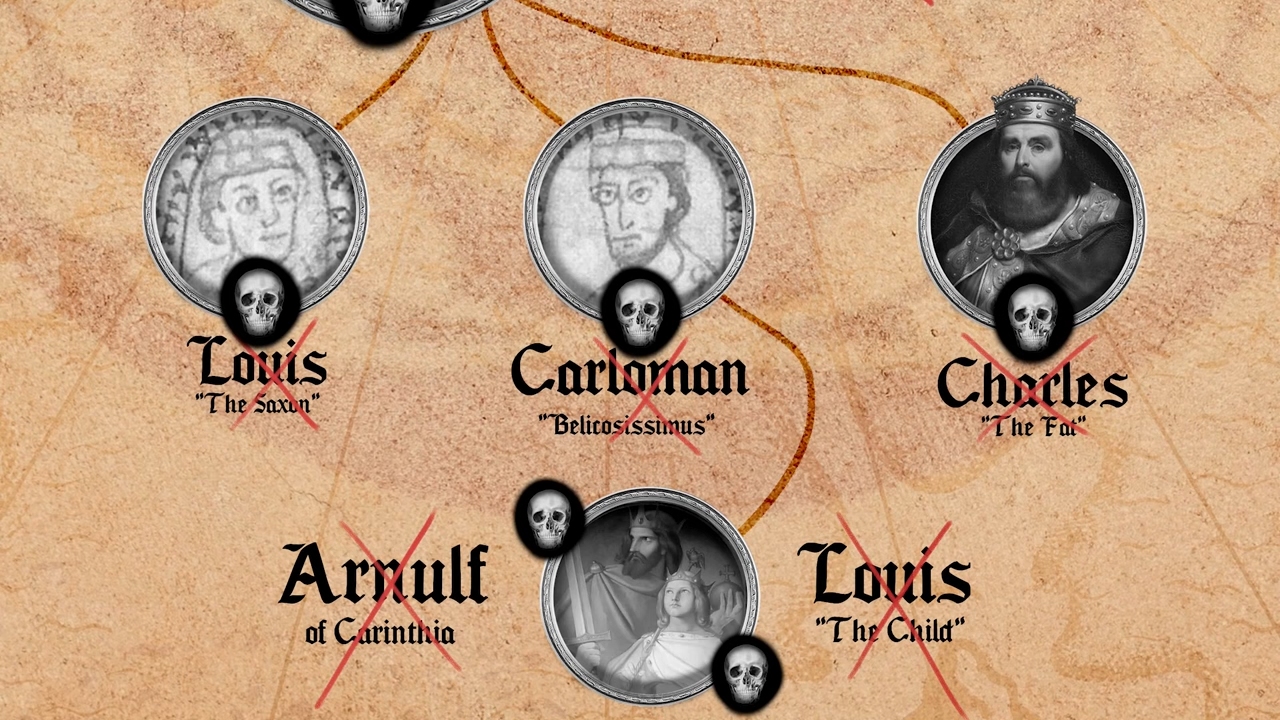 Louis
"The Saxon"
Carloman
"Belicosissimus"
Charles
"The Fat"
Arnulf
of Carinthia
Louis
"The Child"